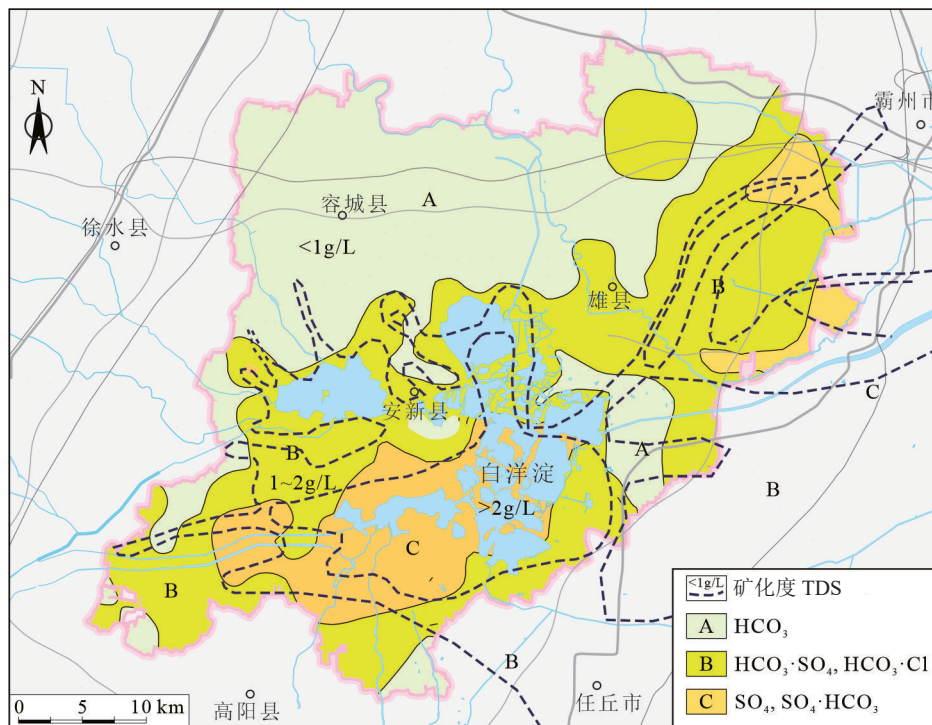 N
霸州市
A
容城县
徐水县
<1g/L
B
雄县
C
安新县
B
A
白洋淀
1~2g/L
B
>2g/L
C
B
B
<1g/L 矿化度 TDS
A HCO₃
B HCO₃·SO₄, HCO₃·Cl
C SO₄, SO₄·HCO₃
0 5 10 km
高阳县
任丘市